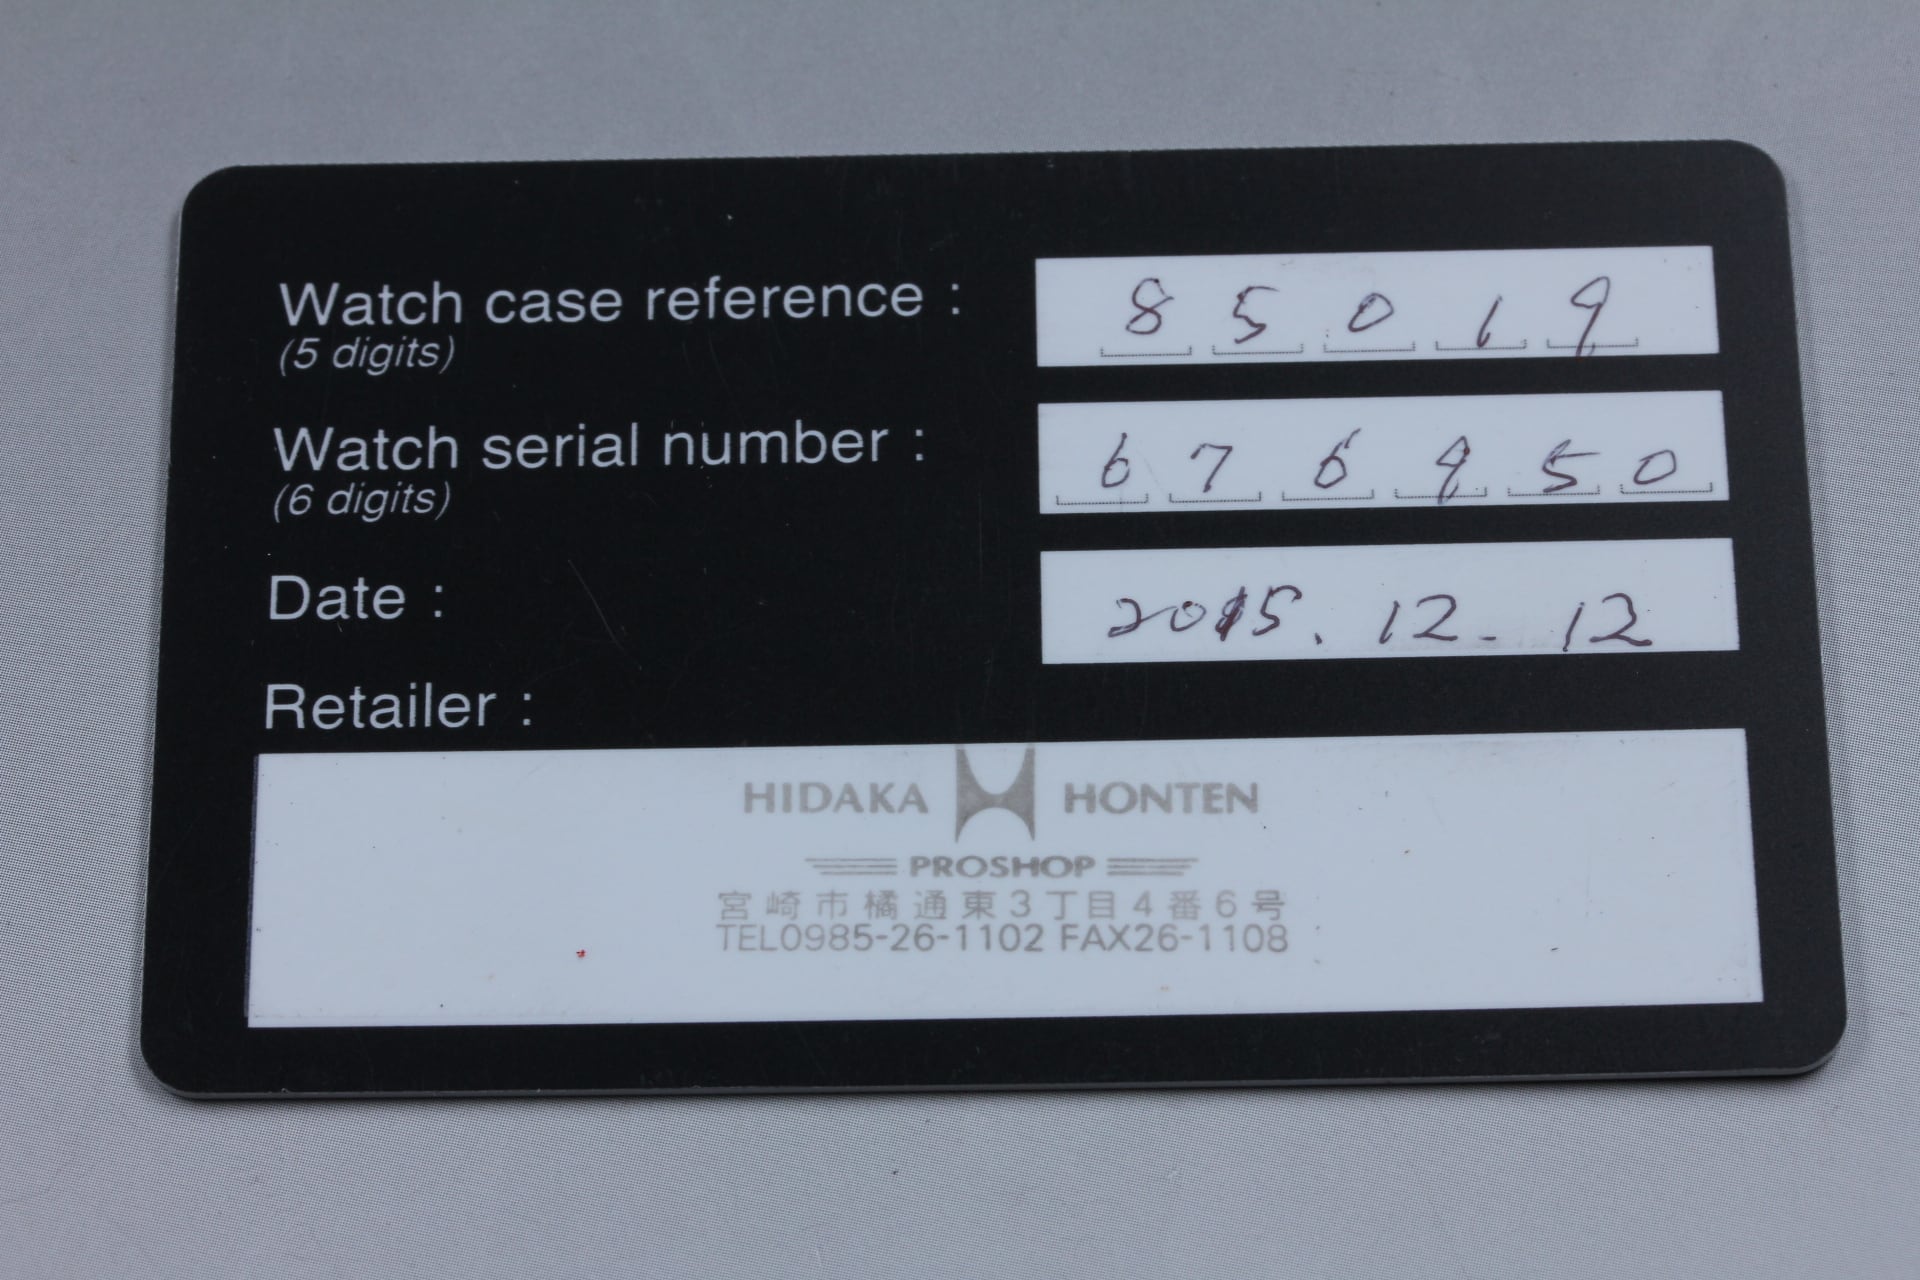 Watch case reference : 85019
(5 digits)
Watch serial number : 676950
(6 digits)
Date : 2015. 12. 12
Retailer :
HIDAKA HONTEN
PROSHOP
宮崎市橘通東3丁目4番6号
TEL0985-26-1102 FAX26-1108